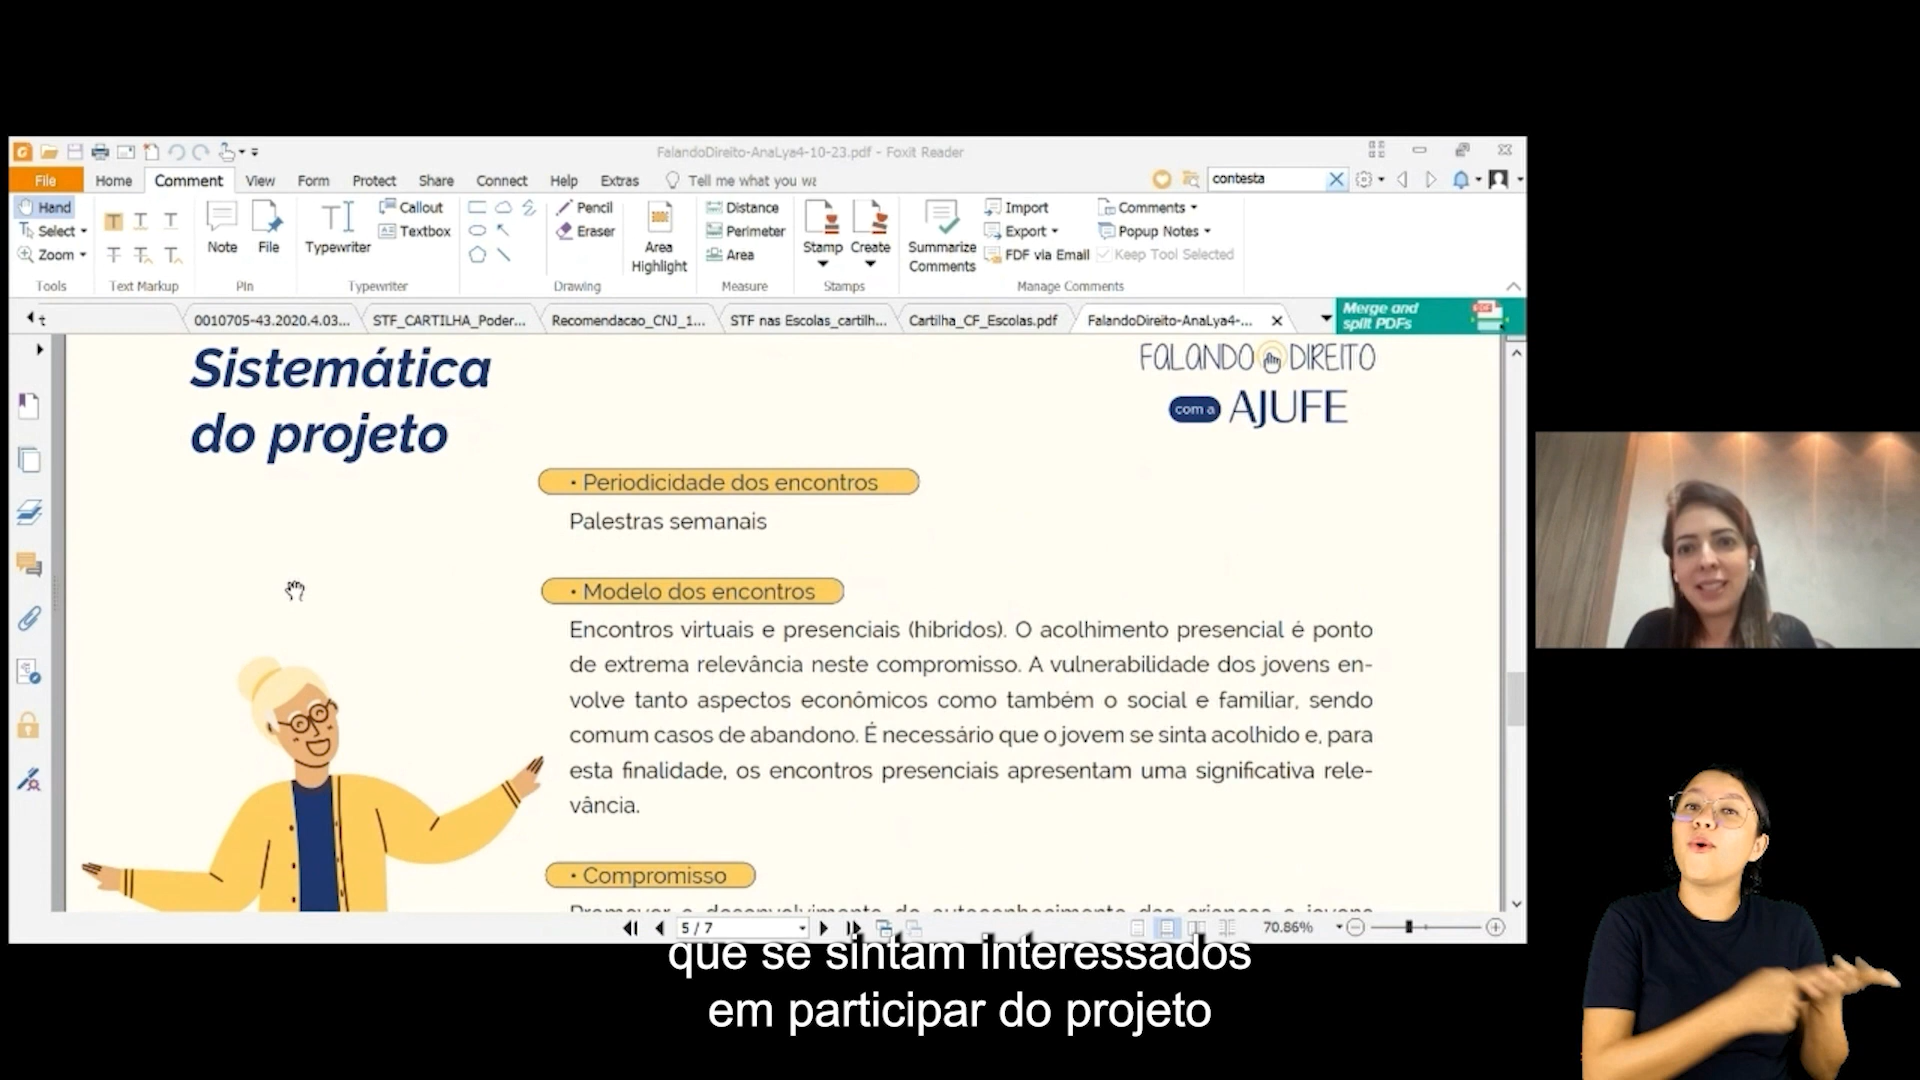 FalandoDireito-AnaLya4-10-23.pdf - Foxit Reader
File Home Comment View Form Protect Share Connect Help Extras Tell me what you wa
contesta
Hand
Select
Zoom
Tools
Text Markup
Note
File
Pin
Typewriter
Callout
Textbox
Typewriter
Pencil
Eraser
Drawing
Area
Highlight
Distance
Perimeter
Area
Measure
Stamp
Create
Stamps
Summarize
Comments
Import
Export
FDF via Email
Comments
Popup Notes
Keep Tool Selected
Manage Comments
t 0010705-43.2020.4.03... STF_CARTILHA_Poder... Recomendacao_CNJ_1... STF nas Escolas_cartilh... Cartilha_CF_Escolas.pdf FalandoDireito-AnaLya4-...
Merge and
split PDFs
Sistemática
do projeto
FALANDO DIREITO
com a AJUFE
• Periodicidade dos encontros
Palestras semanais
• Modelo dos encontros
Encontros virtuais e presenciais (híbridos). O acolhimento presencial é ponto
de extrema relevância neste compromisso. A vulnerabilidade dos jovens en-
volve tanto aspectos econômicos como também o social e familiar, sendo
comum casos de abandono. É necessário que o jovem se sinta acolhido e, para
esta finalidade, os encontros presenciais apresentam uma significativa rele-
vância.
• Compromisso
Promover o desenvolvimento do autoconhecimento das crianças e jovens
5 / 7
70.86%
que se sintam interessados
em participar do projeto